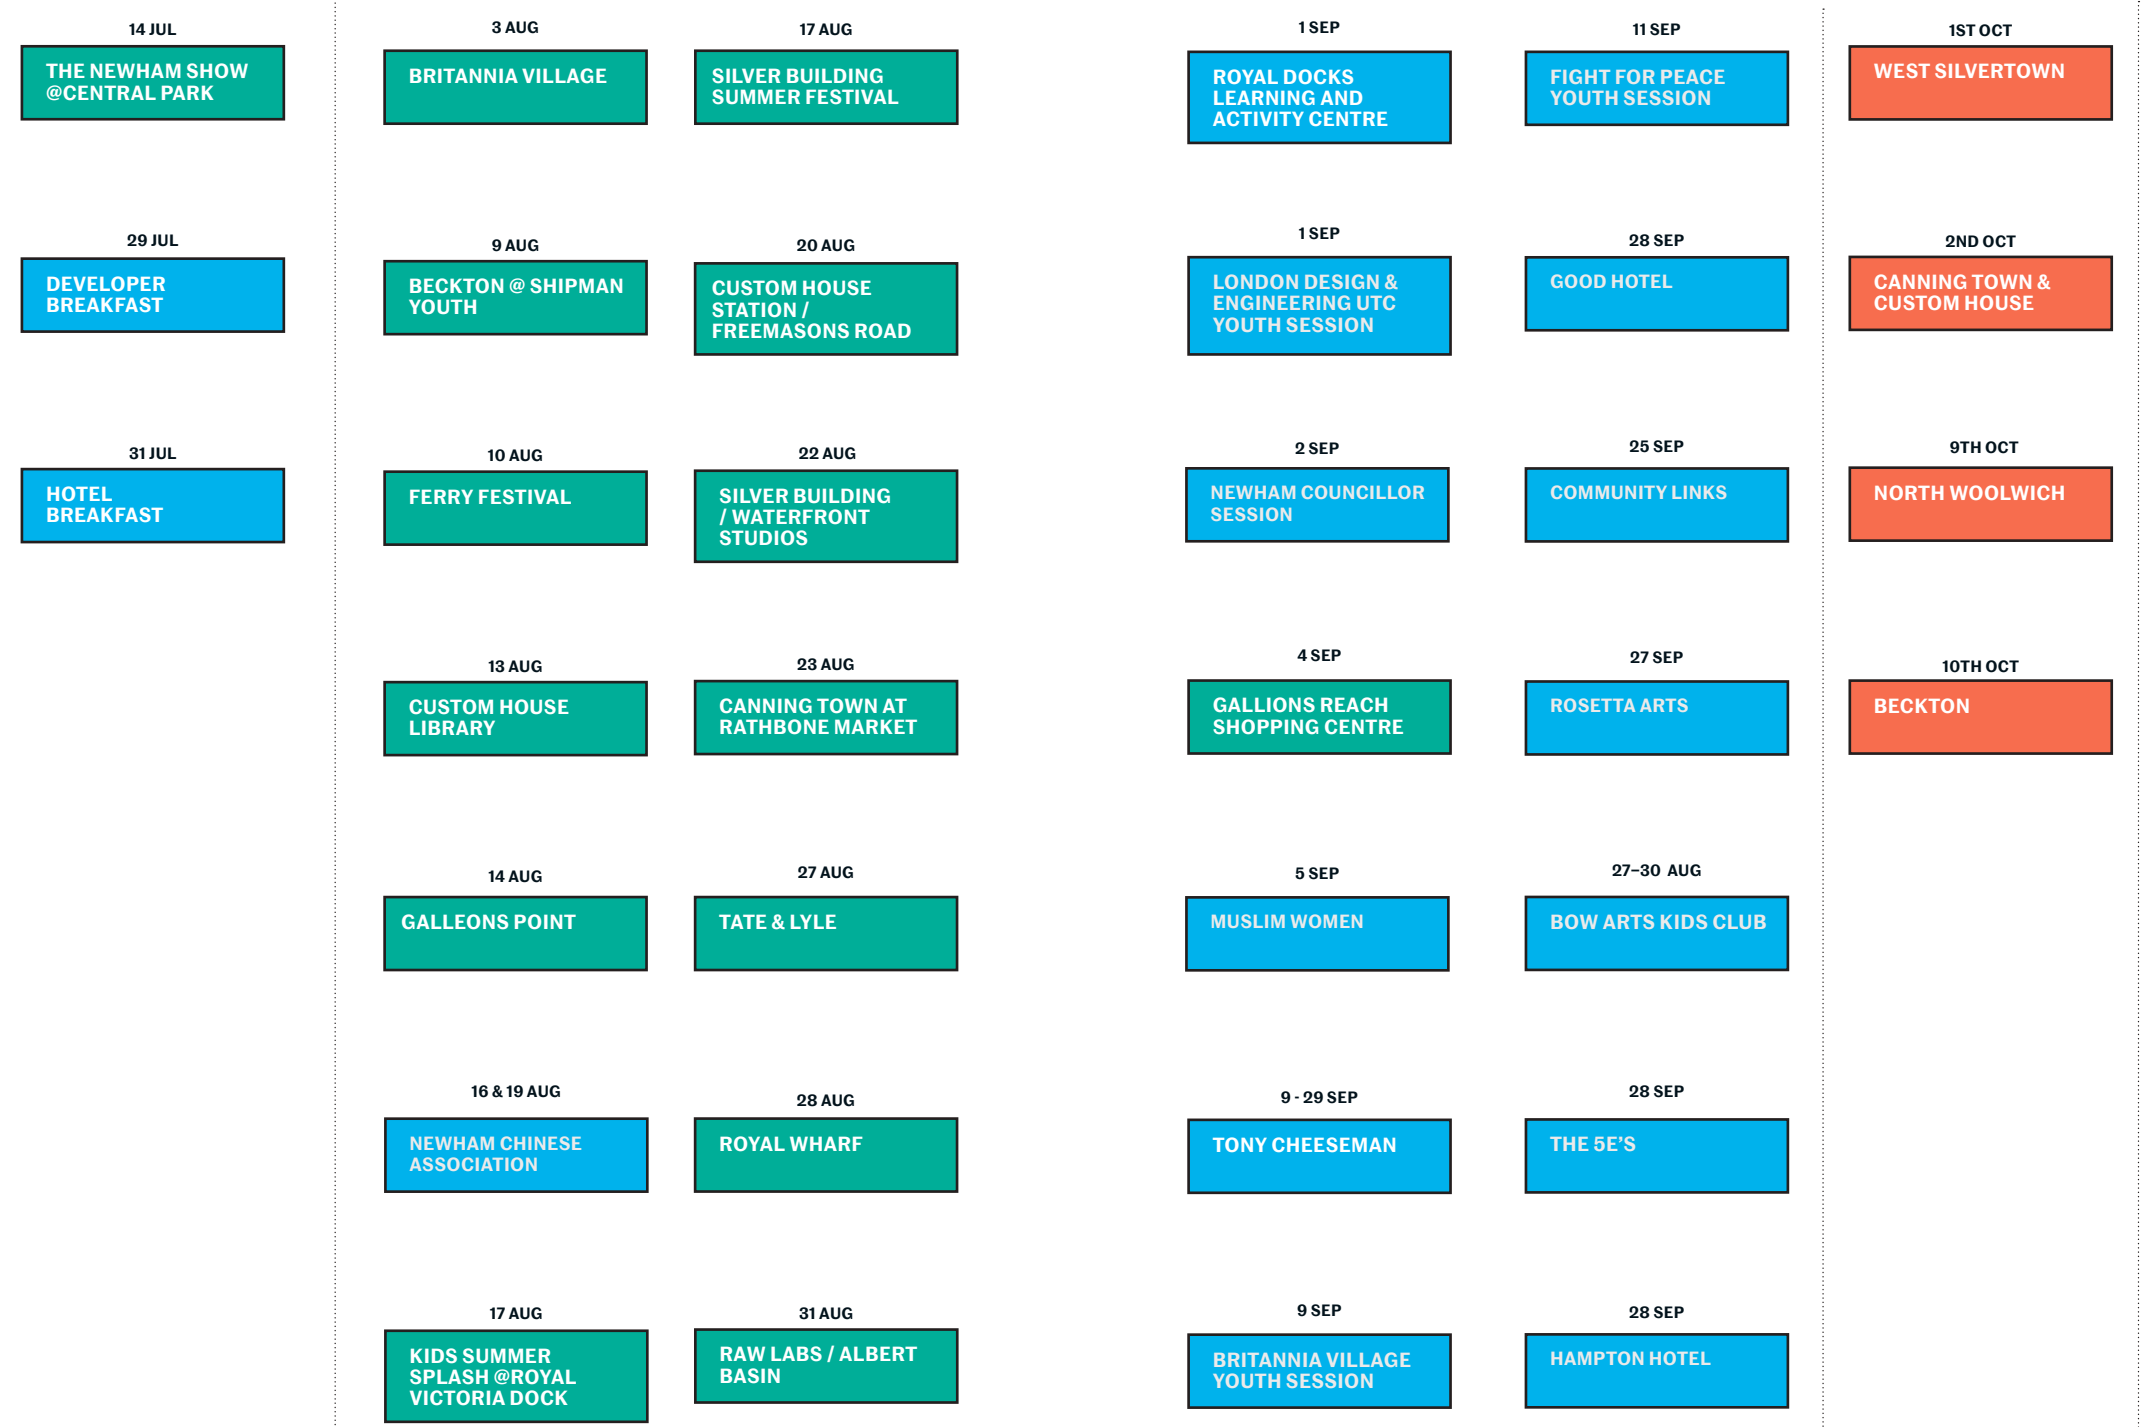 14 JUL
THE NEWHAM SHOW
@CENTRAL PARK
29 JUL
DEVELOPER
BREAKFAST
31 JUL
HOTEL
BREAKFAST
3 AUG
BRITANNIA VILLAGE
9 AUG
BECKTON @ SHIPMAN
YOUTH
10 AUG
FERRY FESTIVAL
13 AUG
CUSTOM HOUSE
LIBRARY
14 AUG
GALLEONS POINT
16 & 19 AUG
NEWHAM CHINESE
ASSOCIATION
17 AUG
KIDS SUMMER
SPLASH @ROYAL
VICTORIA DOCK
17 AUG
SILVER BUILDING
SUMMER FESTIVAL
20 AUG
CUSTOM HOUSE
STATION /
FREEMASONS ROAD
22 AUG
SILVER BUILDING
/ WATERFRONT
STUDIOS
23 AUG
CANNING TOWN AT
RATHBONE MARKET
27 AUG
TATE & LYLE
28 AUG
ROYAL WHARF
31 AUG
RAW LABS / ALBERT
BASIN
1 SEP
ROYAL DOCKS
LEARNING AND
ACTIVITY CENTRE
1 SEP
LONDON DESIGN &
ENGINEERING UTC
YOUTH SESSION
2 SEP
NEWHAM COUNCILLOR
SESSION
4 SEP
GALLIONS REACH
SHOPPING CENTRE
5 SEP
MUSLIM WOMEN
9 - 29 SEP
TONY CHEESEMAN
9 SEP
BRITANNIA VILLAGE
YOUTH SESSION
11 SEP
FIGHT FOR PEACE
YOUTH SESSION
28 SEP
GOOD HOTEL
25 SEP
COMMUNITY LINKS
27 SEP
ROSETTA ARTS
27–30 AUG
BOW ARTS KIDS CLUB
28 SEP
THE 5E’S
28 SEP
HAMPTON HOTEL
1ST OCT
WEST SILVERTOWN
2ND OCT
CANNING TOWN &
CUSTOM HOUSE
9TH OCT
NORTH WOOLWICH
10TH OCT
BECKTON